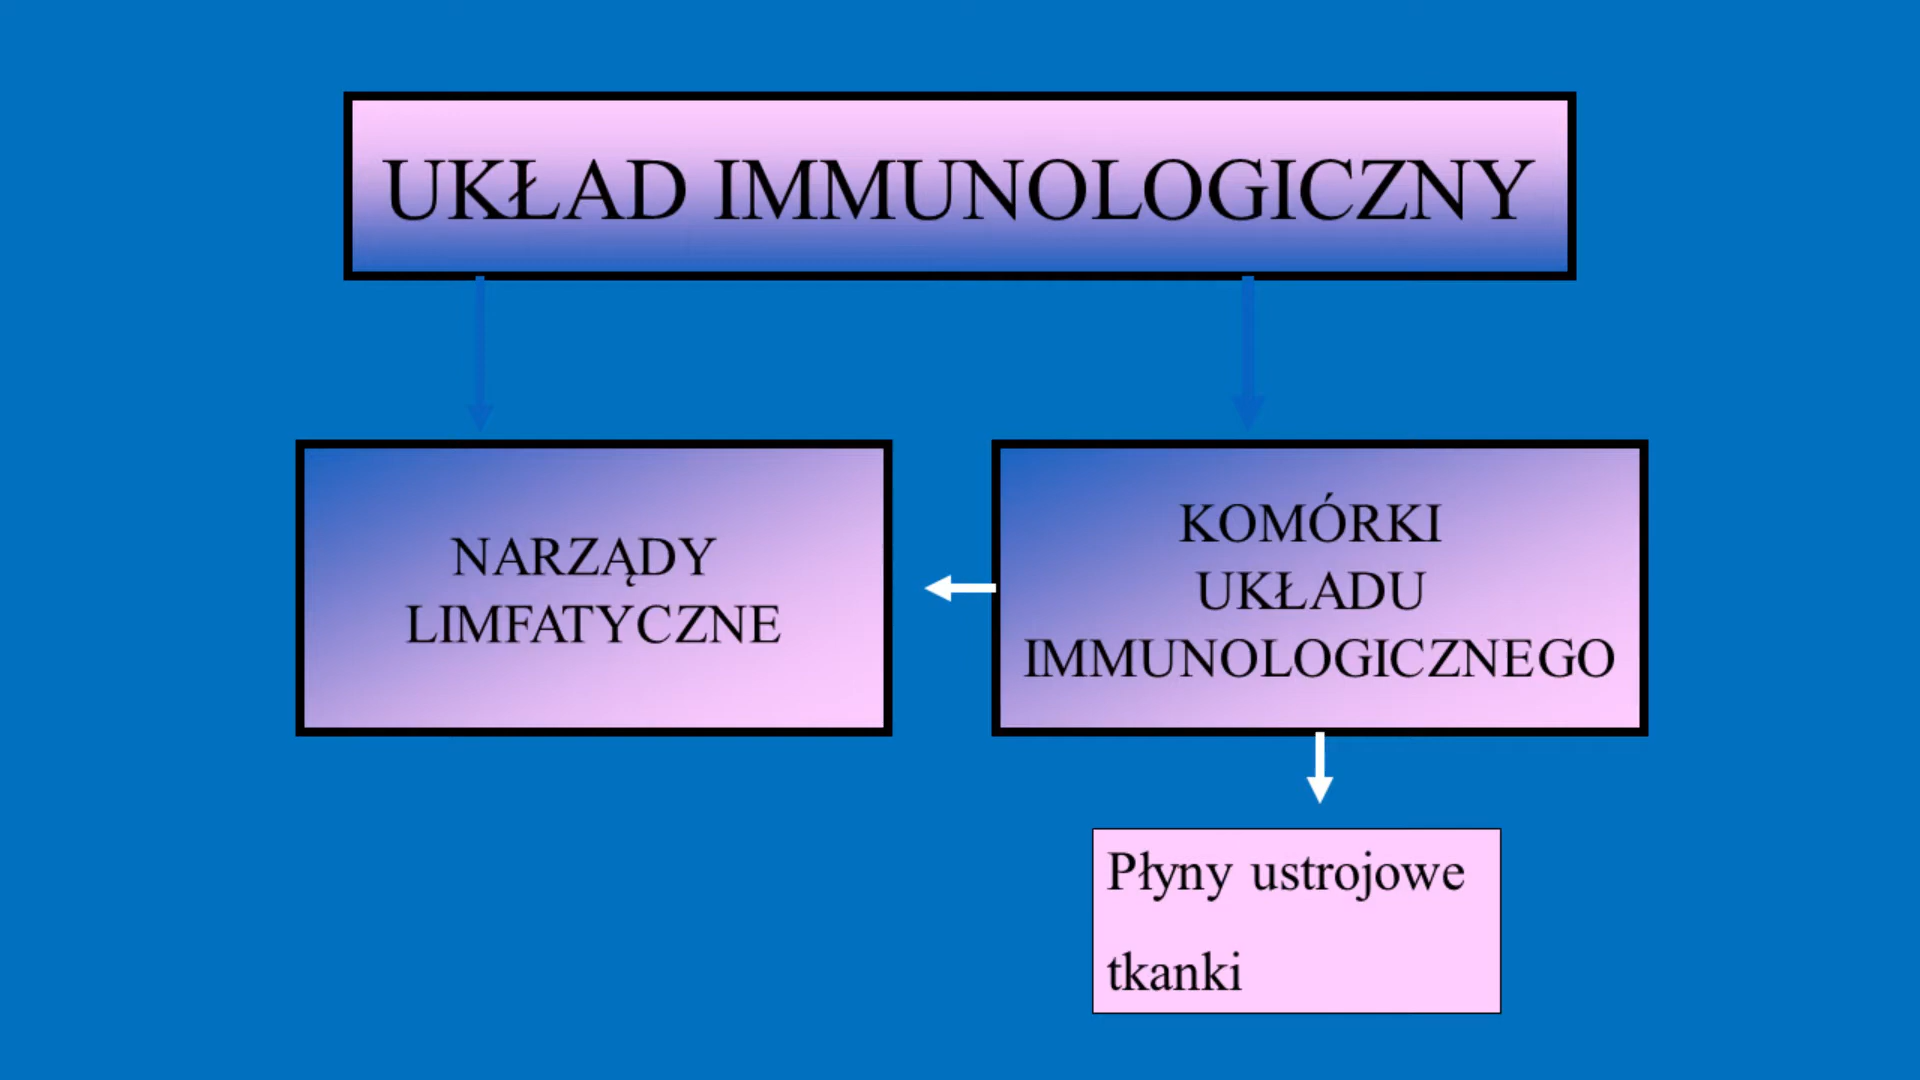 UKŁAD IMMUNOLOGICZNY
NARZĄDY
LIMFATYCZNE
KOMÓRKI
UKŁADU
IMMUNOLOGICZNEGO
Płyny ustrojowe
tkanki